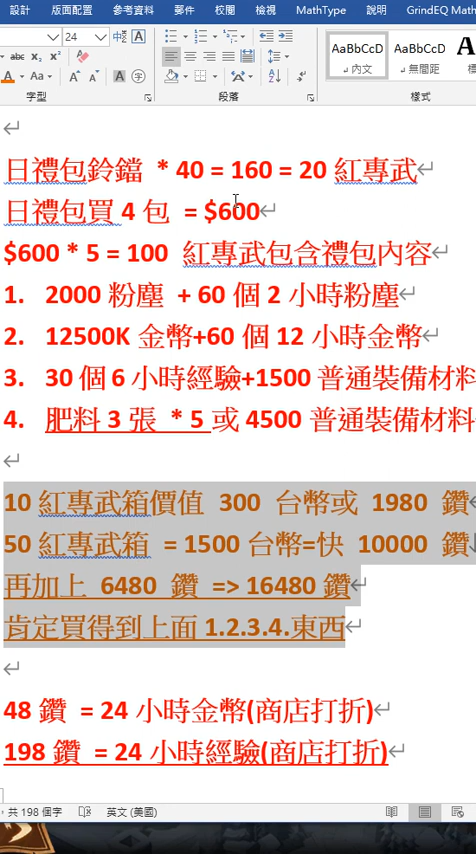 設計 版面配置 參考資料 郵件 校閱 檢視 MathType 說明 GrindEQ Math
24 中 A
abc x₂ x²
A Aa A A A 字
AaBbCcD AaBbCcD
內文 無間距
字型 段落 樣式
日禮包鈴鐺 * 40 = 160 = 20 紅專武
日禮包買 4 包 = $600
$600 * 5 = 100 紅專武包含禮包內容
1. 2000 粉塵 + 60 個 2 小時粉塵
2. 12500K 金幣+60 個 12 小時金幣
3. 30 個 6 小時經驗+1500 普通裝備材料
4. 肥料 3 張 * 5 或 4500 普通裝備材料
10 紅專武箱價值 300 台幣或 1980 鑽
50 紅專武箱 = 1500 台幣=快 10000 鑽
再加上 6480 鑽 => 16480 鑽
肯定買得到上面 1.2.3.4.東西
48 鑽 = 24 小時金幣(商店打折)
198 鑽 = 24 小時經驗(商店打折)
，共 198 個字 英文 (美國)